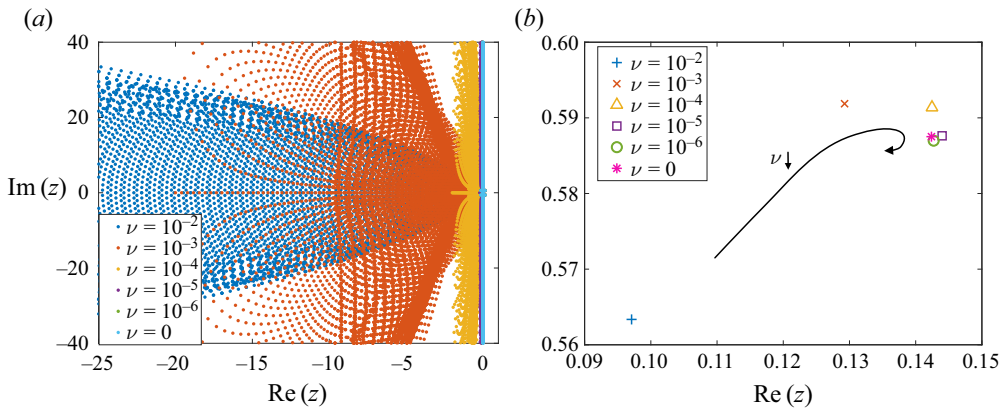 (a)
40
20
Im (z)
0
−20
−40
ν = 10⁻²
ν = 10⁻³
ν = 10⁻⁴
ν = 10⁻⁵
ν = 10⁻⁶
ν = 0
−25 −20 −15 −10 −5 0
Re (z)
(b)
0.60
0.59
0.58
0.57
0.56
ν = 10⁻²
ν = 10⁻³
ν = 10⁻⁴
ν = 10⁻⁵
ν = 10⁻⁶
ν = 0
ν
0.09 0.10 0.11 0.12 0.13 0.14 0.15
Re (z)